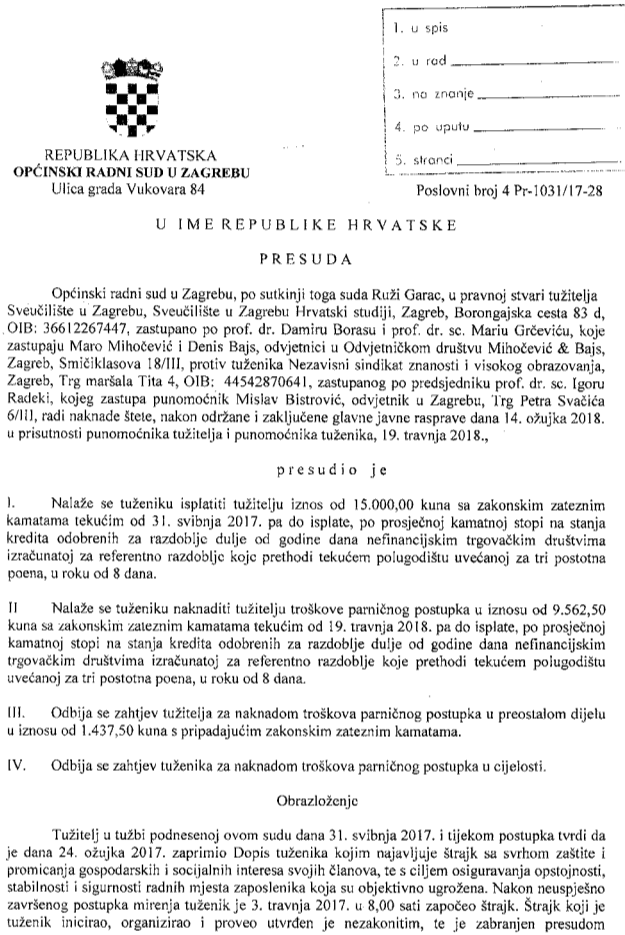 1. u spis
2. u rad
3. na znanje
4. po uputu
5. stranci
REPUBLIKA HRVATSKA
OPĆINSKI RADNI SUD U ZAGREBU
Ulica grada Vukovara 84
Poslovni broj 4 Pr-1031/17-28
U IME REPUBLIKE HRVATSKE
PRESUDA
Općinski radni sud u Zagrebu, po sutkinji toga suda Ruži Garac, u pravnoj stvari tužitelja
Sveučilište u Zagrebu, Sveučilište u Zagrebu Hrvatski studiji, Zagreb, Borongajska cesta 83 d,
OIB: 36612267447, zastupano po prof. dr. Damiru Borasu i prof. dr. sc. Mariu Grčeviću, koje
zastupaju Maro Mihočević i Denis Bajs, odvjetnici u Odvjetničkom društvu Mihočević & Bajs,
Zagreb, Smičiklasova 18/III, protiv tuženika Nezavisni sindikat znanosti i visokog obrazovanja,
Zagreb, Trg maršala Tita 4, OIB: 44542870641, zastupanog po predsjedniku prof. dr. sc. Igoru
Radeki, kojeg zastupa punomoćnik Mislav Bistrović, odvjetnik u Zagrebu, Trg Petra Svačića
6/III, radi naknade štete, nakon održane i zaključene glavne javne rasprave dana 14. ožujka 2018.
u prisutnosti punomoćnika tužitelja i punomoćnika tuženika, 19. travnja 2018.,
presudio je
I. Nalaže se tuženiku isplatiti tužitelju iznos od 15.000,00 kuna sa zakonskim zateznim
kamatama tekućim od 31. svibnja 2017. pa do isplate, po prosječnoj kamatnoj stopi na stanja
kredita odobrenih za razdoblje dulje od godine dana nefinancijskim trgovačkim društvima
izračunatoj za referentno razdoblje koje prethodi tekućem polugodištu uvećanoj za tri postotna
poena, u roku od 8 dana.
II Nalaže se tuženiku naknaditi tužitelju troškove parničnog postupka u iznosu od 9.562,50
kuna sa zakonskim zateznim kamatama tekućim od 19. travnja 2018. pa do isplate, po prosječnoj
kamatnoj stopi na stanja kredita odobrenih za razdoblje dulje od godine dana nefinancijskim
trgovačkim društvima izračunatoj za referentno razdoblje koje prethodi tekućem polugodištu
uvećanoj za tri postotna poena, u roku od 8 dana.
III. Odbija se zahtjev tužitelja za naknadom troškova parničnog postupka u preostalom dijelu
u iznosu od 1.437,50 kuna s pripadajućim zakonskim zateznim kamatama.
IV. Odbija se zahtjev tuženika za naknadom troškova parničnog postupka u cijelosti.
Obrazloženje
Tužitelj u tužbi podnesenoj ovom sudu dana 31. svibnja 2017. i tijekom postupka tvrdi da
je dana 24. ožujka 2017. zaprimio Dopis tuženika kojim najavljuje štrajk sa svrhom zaštite i
promicanja gospodarskih i socijalnih interesa svojih članova, te s ciljem osiguravanja opstojnosti,
stabilnosti i sigurnosti radnih mjesta zaposlenika koja su objektivno ugrožena. Nakon neuspješno
završenog postupka mirenja tuženik je 3. travnja 2017. u 8,00 sati započeo štrajk. Štrajk koji je
tuženik inicirao, organizirao i proveo utvrđen je nezakonitim, te je zabranjen presudom